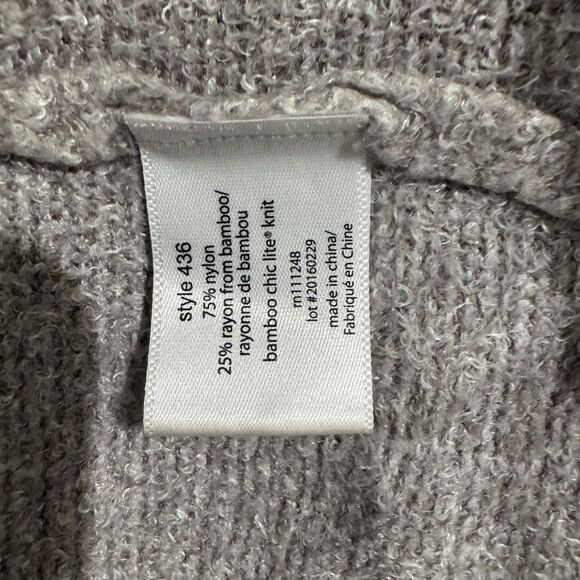 style 436
75% nylon
25% rayon from bamboo/
rayonne de bambou
bamboo chic lite® knit
rn111248
lot #20160229
made in china/
Fabriqué en Chine